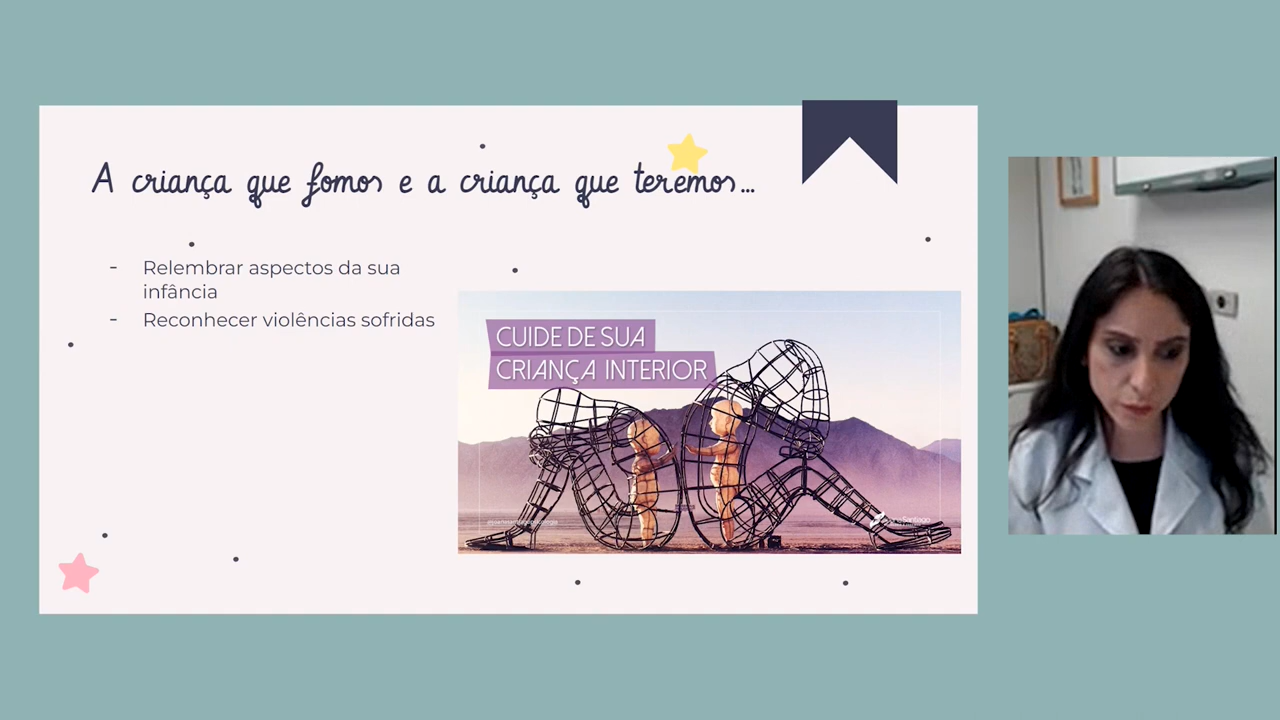 A criança que fomos e a criança que teremos...
- Relembrar aspectos da sua
infância
- Reconhecer violências sofridas
CUIDE DE SUA
CRIANÇA INTERIOR